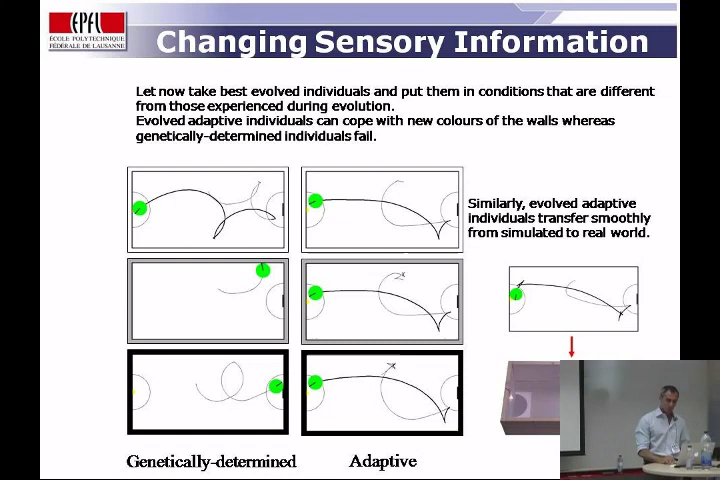 EPFL
ÉCOLE POLYTECHNIQUE
FÉDÉRALE DE LAUSANNE
Changing Sensory Information
Let now take best evolved individuals and put them in conditions that are different
from those experienced during evolution.
Evolved adaptive individuals can cope with new colours of the walls whereas
genetically-determined individuals fail.
Similarly, evolved adaptive
individuals transfer smoothly
from simulated to real world.
Genetically-determined
Adaptive